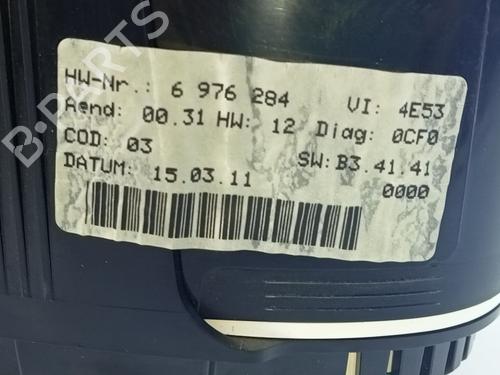 HW-Nr.: 6 976 284 VI: 4E53
Aend: 00.31 HW: 12 Diag: 0CF0
COD: 03 SW: B3.41.41
DATUM: 15.03.11 0000
B-PARTS